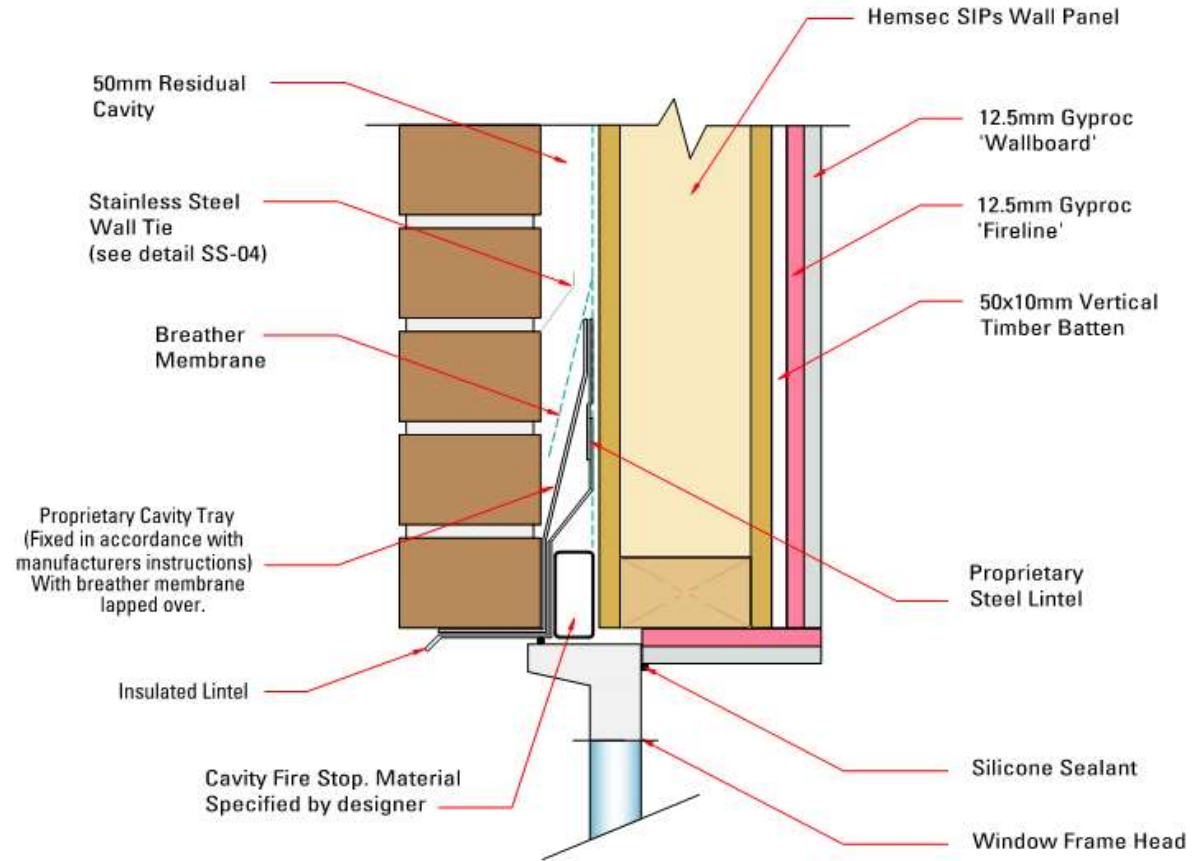 Hemsec SIPs Wall Panel
50mm Residual
Cavity
12.5mm Gyproc
'Wallboard'
Stainless Steel
Wall Tie
(see detail SS-04)
12.5mm Gyproc
'Fireline'
50x10mm Vertical
Timber Batten
Breather
Membrane
Proprietary Cavity Tray
(Fixed in accordance with
manufacturers instructions)
With breather membrane
lapped over.
Proprietary
Steel Lintel
Insulated Lintel
Cavity Fire Stop. Material
Specified by designer
Silicone Sealant
Window Frame Head